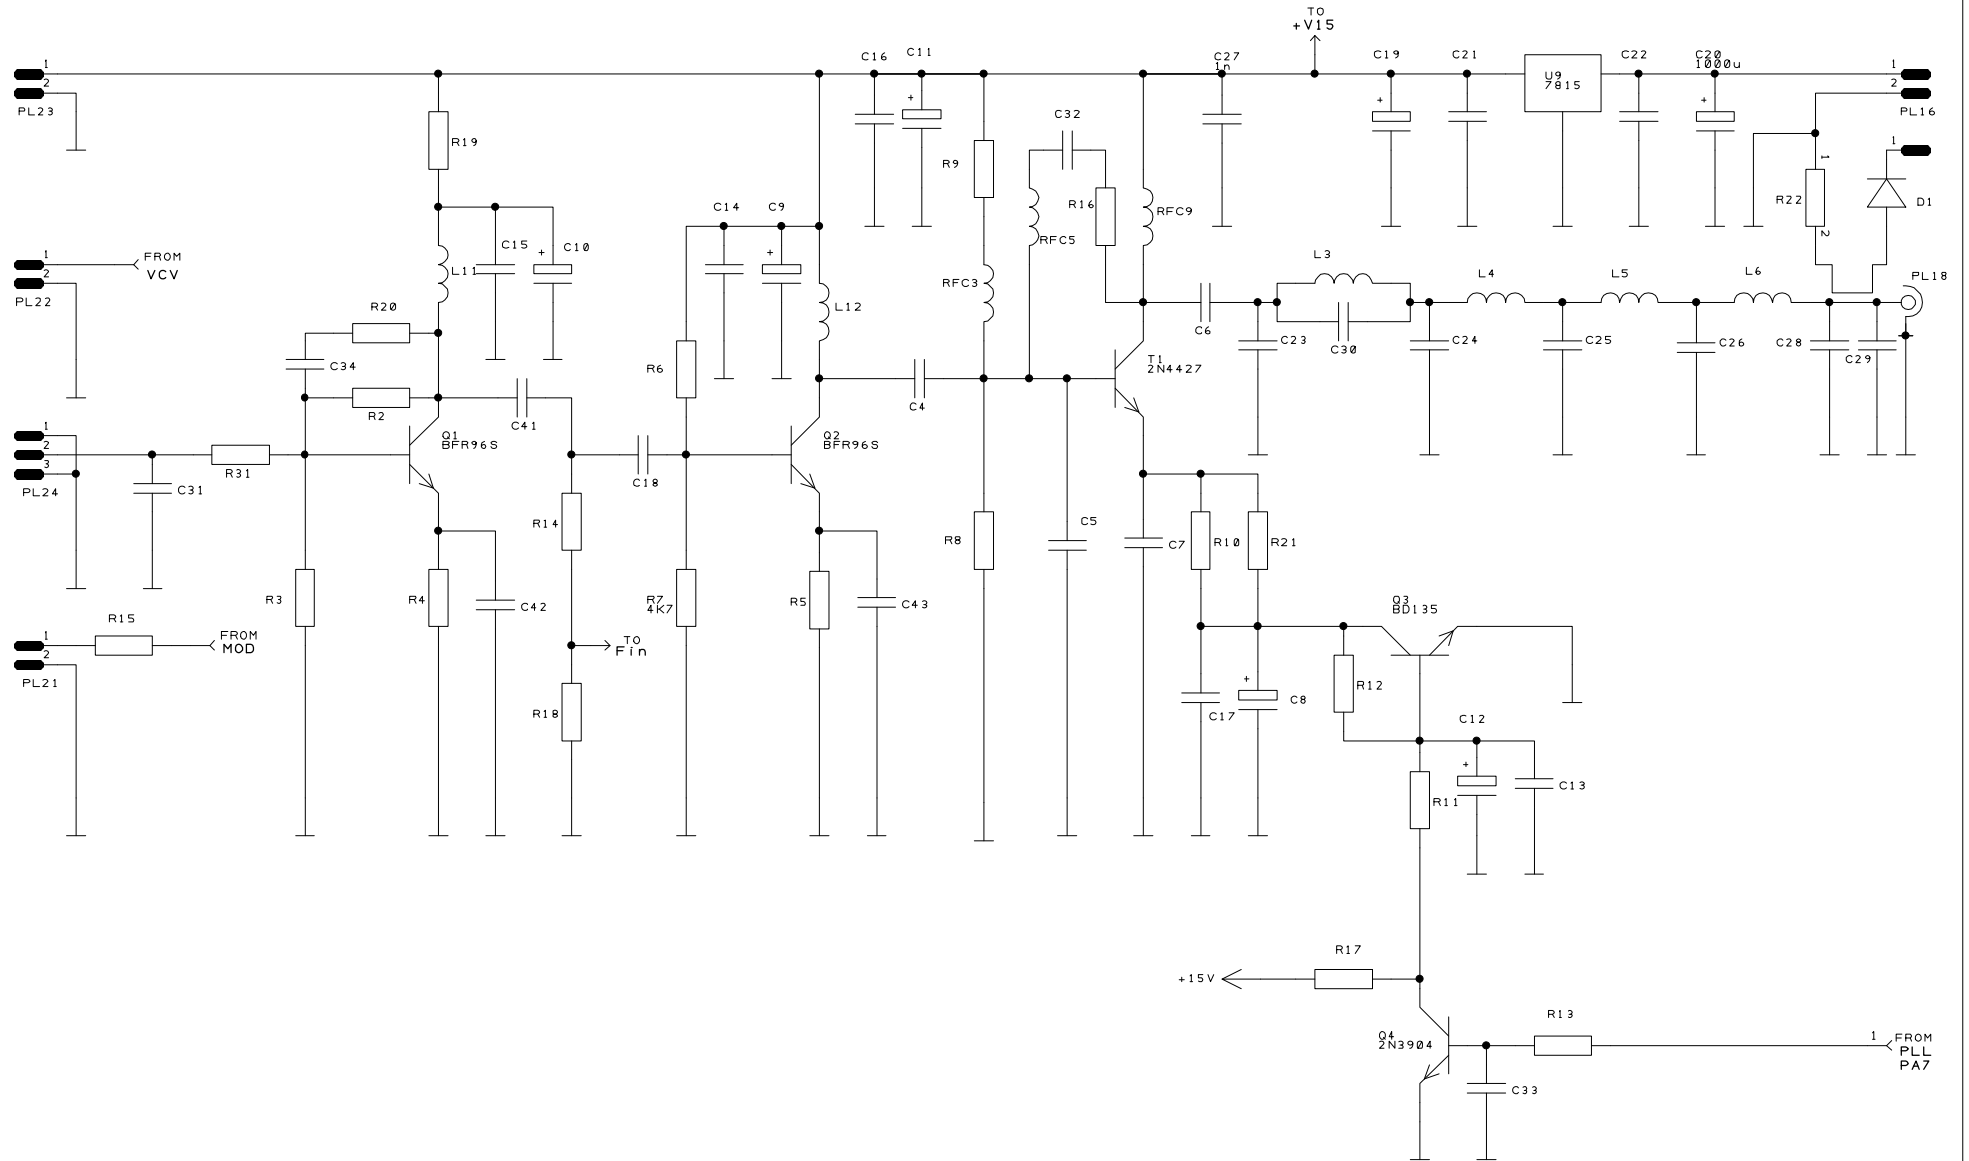 TO
+V15
1
2
PL23
R19
C16
C11
+
C27
1n
C19
+
C21
U9
7815
C22
C20
1000u
+
1
2
PL16
1
R9
C32
R16
RFC5
RFC9
1
R22
2
D1
1
2
PL22
FROM
VCV
L11
C15
+
C10
C14
C9
+
L12
RFC3
L3
C30
L4
L5
L6
PL18
R20
C34
R2
C41
R6
C4
C6
C23
C24
C25
C26
C28
C29
T1
2N4427
1
2
3
PL24
C31
R31
Q1
BFR96S
C18
Q2
BFR96S
R14
R8
C5
C7
R10
R21
R3
R4
C42
R7
4K7
R5
C43
Q3
BD135
R15
1
2
PL21
FROM
MOD
TO
Fin
R18
C17
+
C8
R12
C12
+
R11
C13
R17
+15V
Q4
2N3904
R13
1
FROM
PLL
PA7
C33